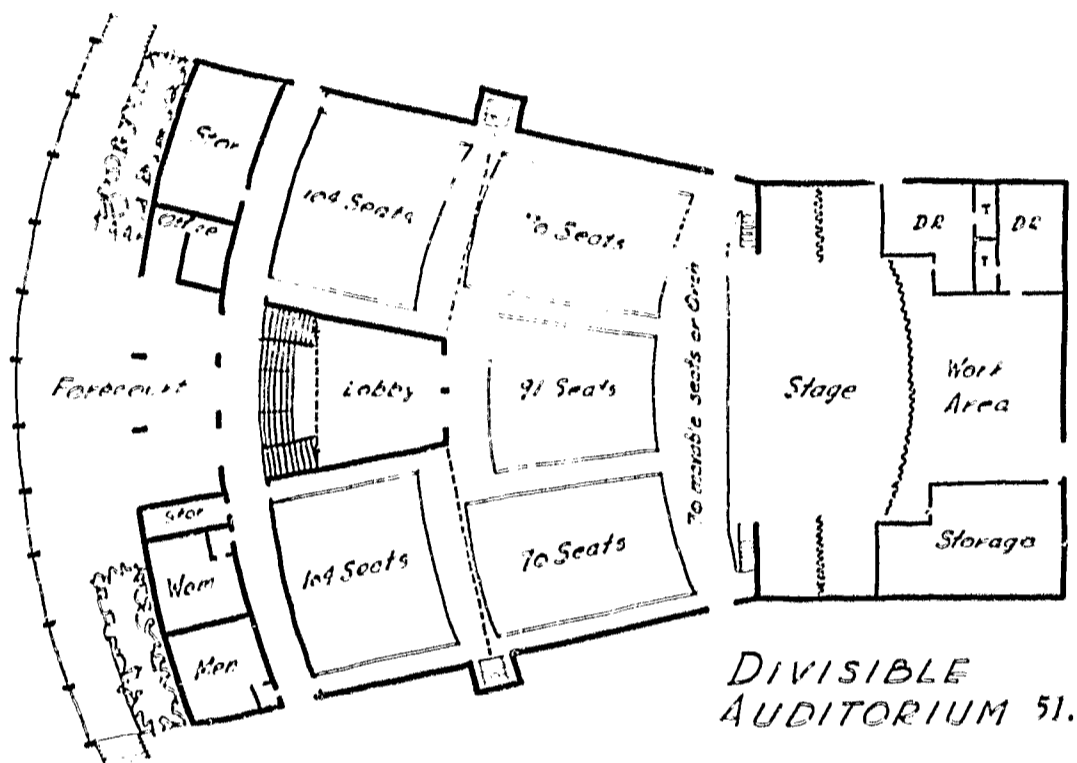 Stor
Office
104 Seats
70 Seats
70 movable seats or Orch
DR
T
T
DR
Forecourt
Lobby
91 Seats
Stage
Work
Area
Stor
Wom
Men
104 Seats
70 Seats
Storage
DIVISIBLE
AUDITORIUM 51.